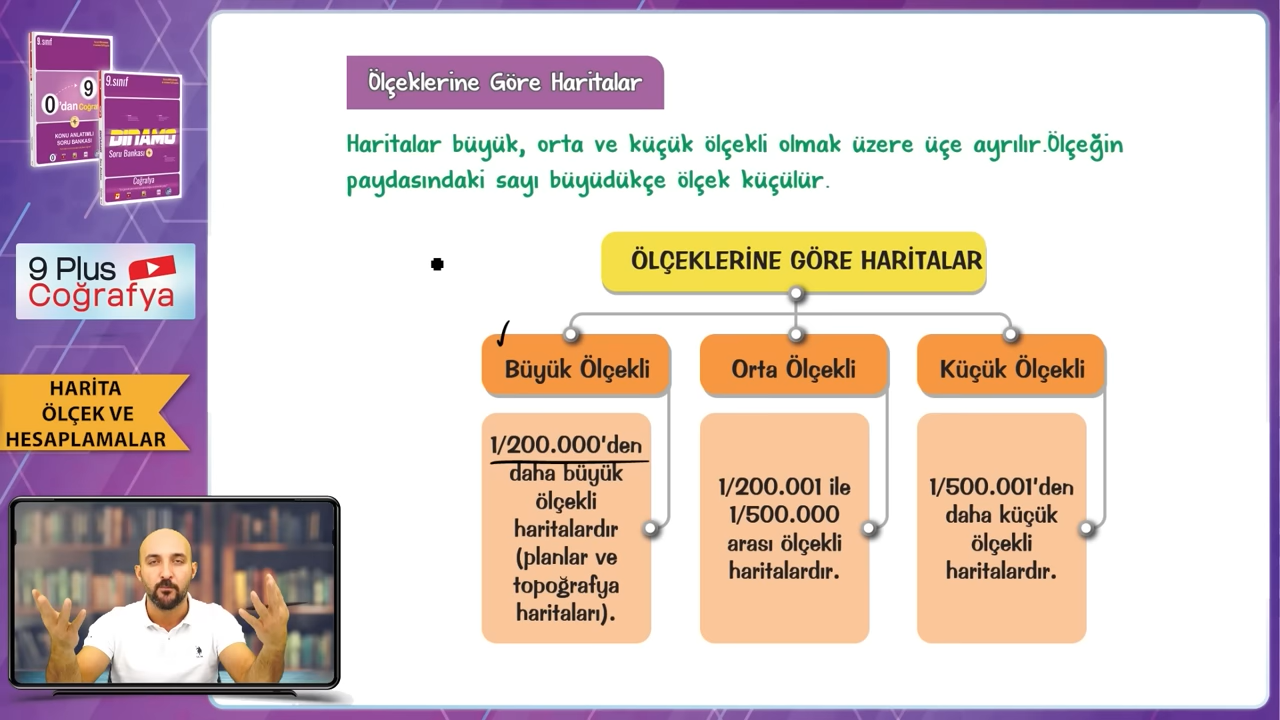 9.sınıf
9
0'dan Coğrafya
KONU ANLATIMLI
SORU BANKASI
9.sınıf
DİNAMO
Soru Bankası
Coğrafya
9 Plus
Coğrafya
HARİTA
ÖLÇEK VE
HESAPLAMALAR
Ölçeklerine Göre Haritalar
Haritalar büyük, orta ve küçük ölçekli olmak üzere üçe ayrılır.Ölçeğin
paydasındaki sayı büyüdükçe ölçek küçülür.
ÖLÇEKLERİNE GÖRE HARİTALAR
Büyük Ölçekli
1/200.000'den
daha büyük
ölçekli
haritalardır
(planlar ve
topoğrafya
haritaları).
Orta Ölçekli
1/200.001 ile
1/500.000
arası ölçekli
haritalardır.
Küçük Ölçekli
1/500.001'den
daha küçük
ölçekli
haritalardır.